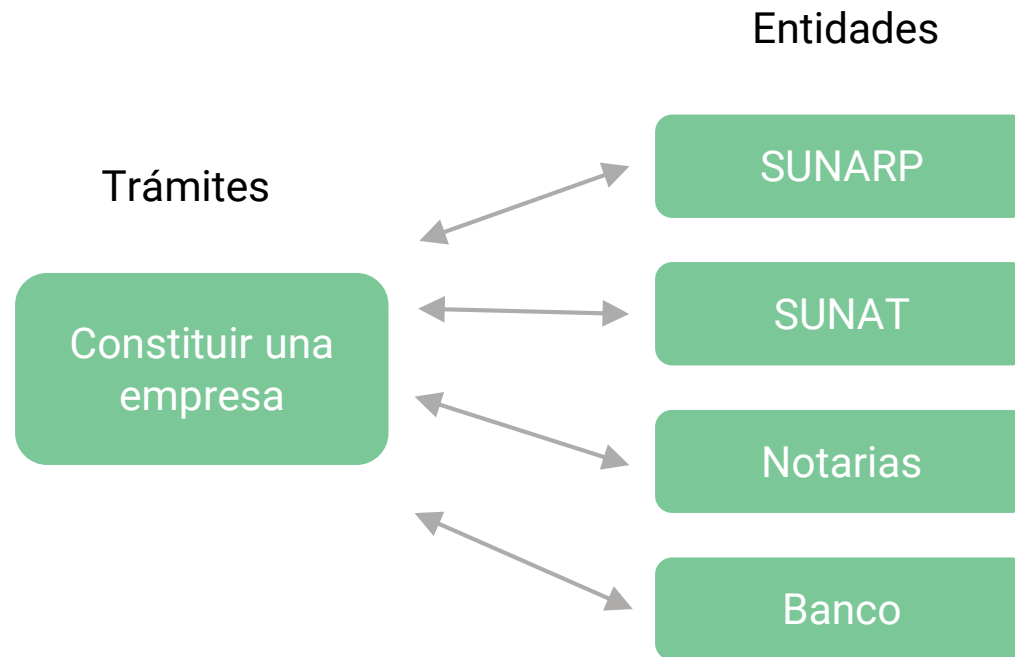 Entidades
Trámites
SUNARP
SUNAT
Constituir una
empresa
Notarias
Banco